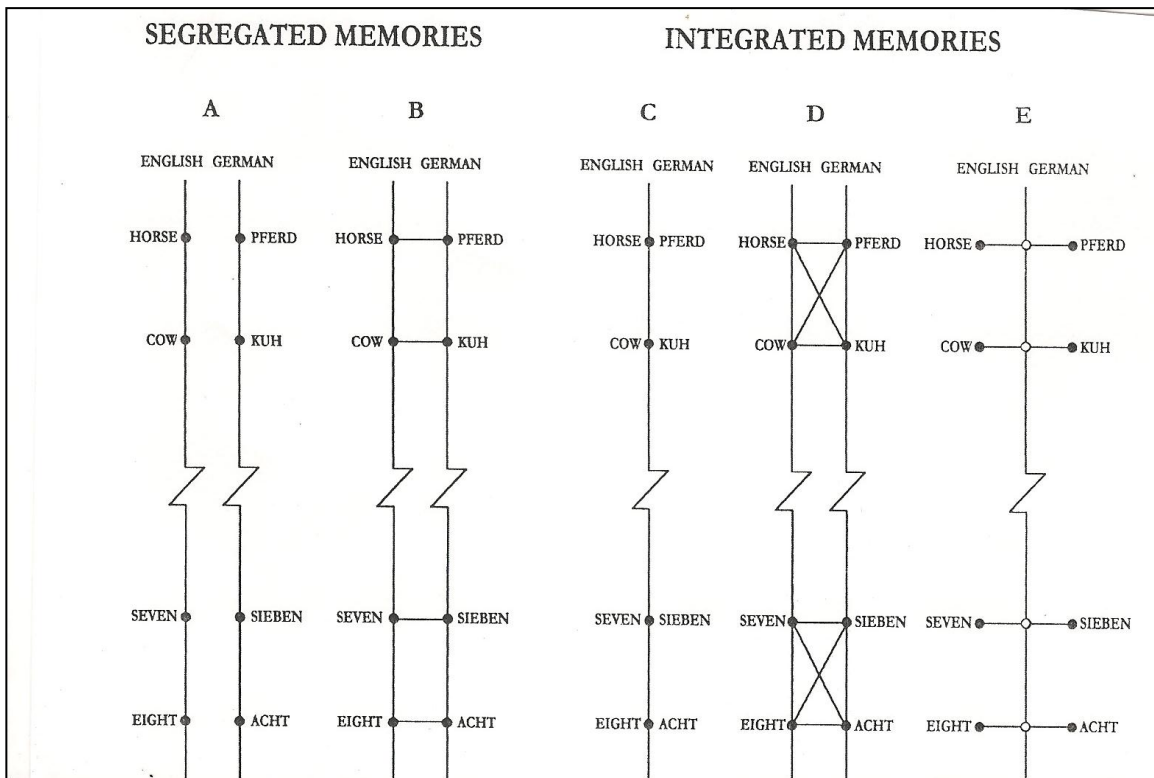 SEGREGATED MEMORIES INTEGRATED MEMORIES
A B C D E
ENGLISH GERMAN ENGLISH GERMAN ENGLISH GERMAN ENGLISH GERMAN ENGLISH GERMAN
HORSE PFERD HORSE PFERD HORSE PFERD HORSE PFERD HORSE PFERD
COW KUH COW KUH COW KUH COW KUH COW KUH
SEVEN SIEBEN SEVEN SIEBEN SEVEN SIEBEN SEVEN SIEBEN SEVEN SIEBEN
EIGHT ACHT EIGHT ACHT EIGHT ACHT EIGHT ACHT EIGHT ACHT